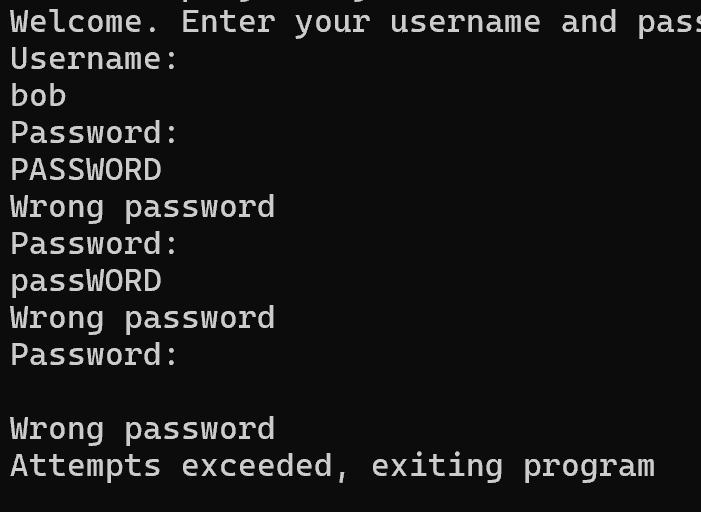 Welcome. Enter your username and pass
Username:
bob
Password:
PASSWORD
Wrong password
Password:
passWORD
Wrong password
Password:
Wrong password
Attempts exceeded, exiting program